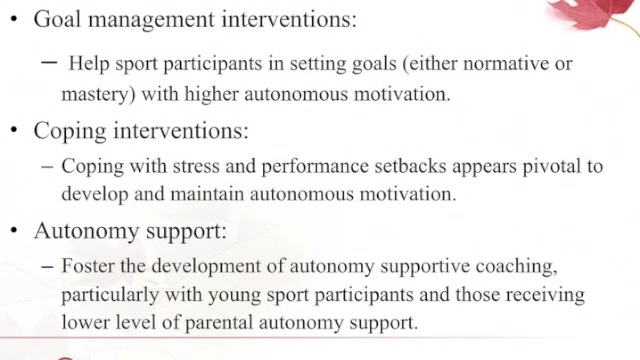 • Goal management interventions:
– Help sport participants in setting goals (either normative or
mastery) with higher autonomous motivation.
• Coping interventions:
– Coping with stress and performance setbacks appears pivotal to
develop and maintain autonomous motivation.
• Autonomy support:
– Foster the development of autonomy supportive coaching,
particularly with young sport participants and those receiving
lower level of parental autonomy support.